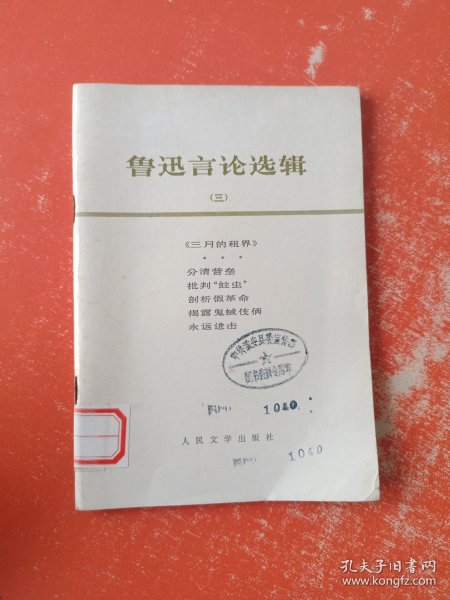 鲁迅言论选辑
(三)
《三月的租界》
* * *
分清营垒
批判“蛀虫”
剖析假革命
揭露鬼蜮伎俩
永远进击
1040
人民文学出版社
1040
孔夫子旧书网
www.kongfz.com